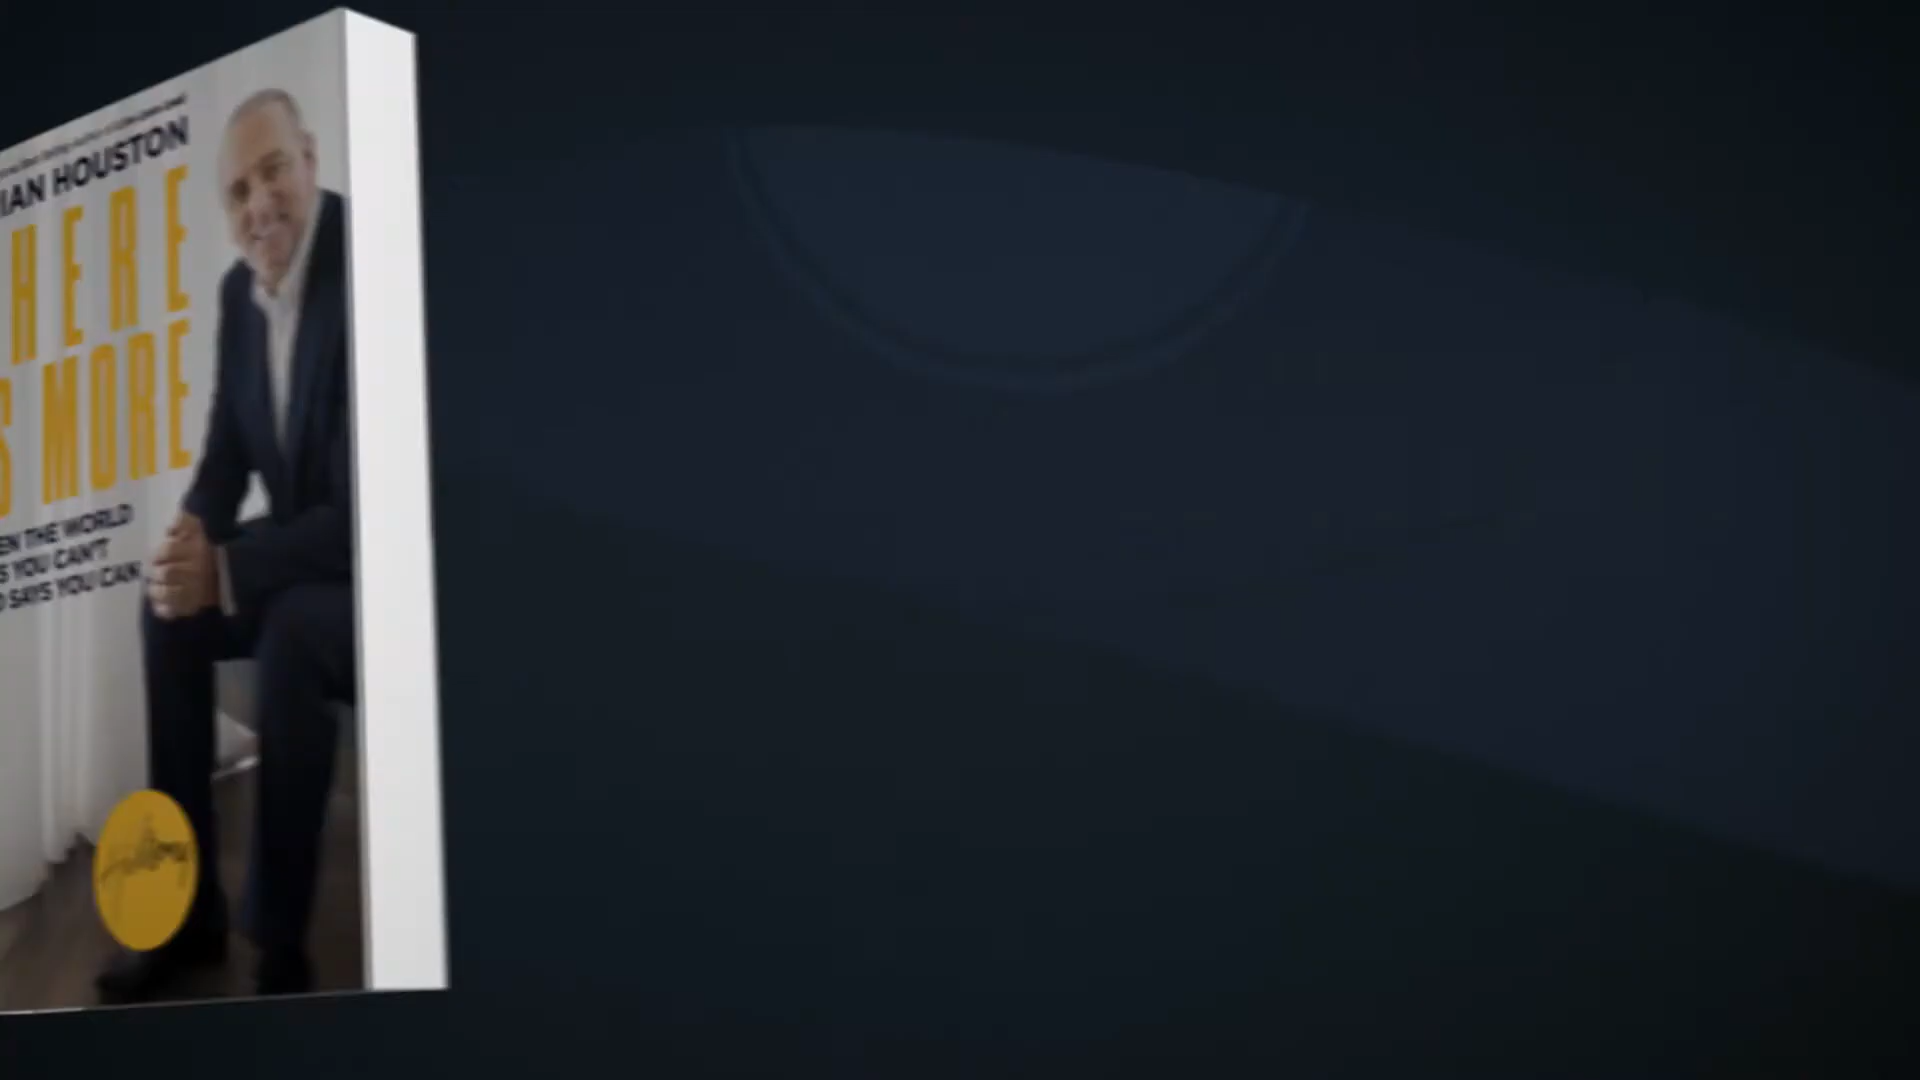 IAN HOUSTON
HERE
S MORE
EN THE WORLD
S YOU CAN'T
D SAYS YOU CAN